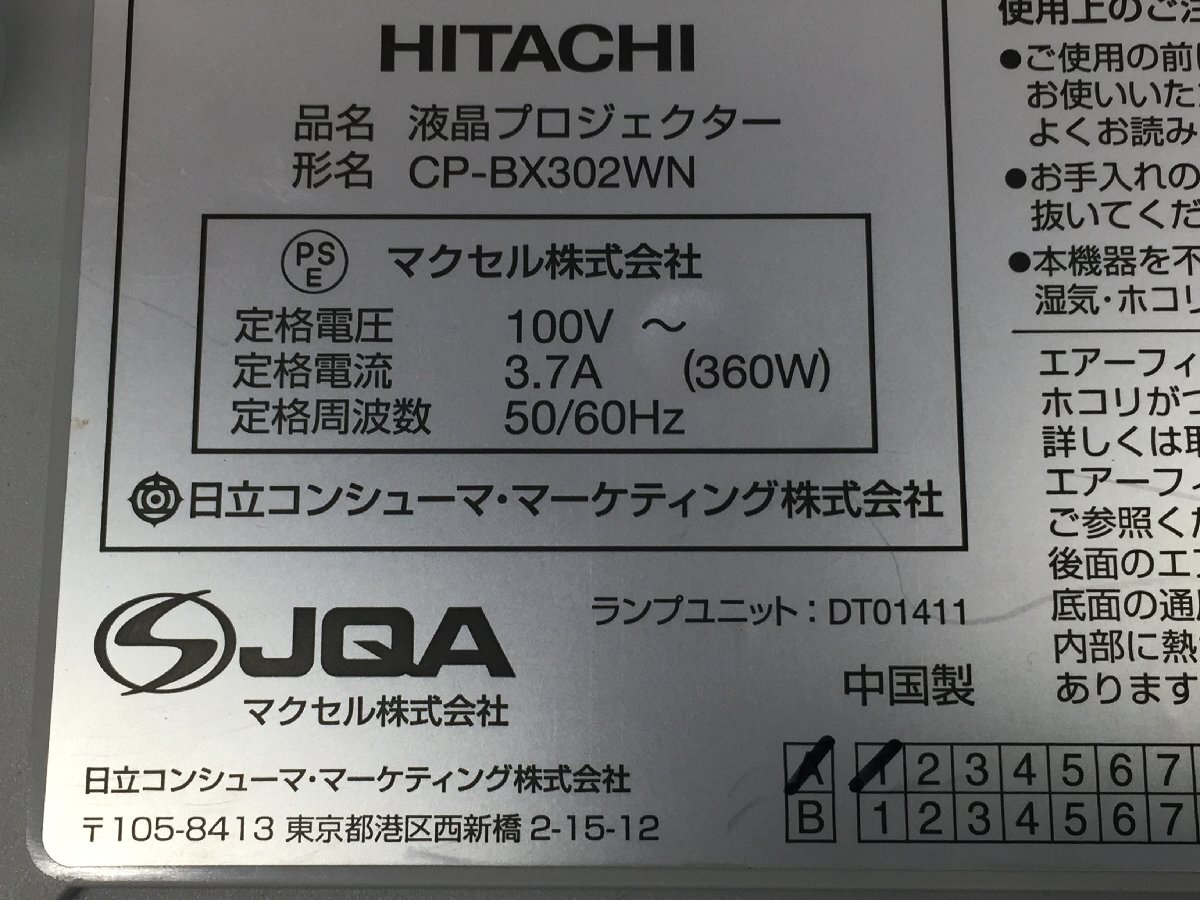 HITACHI
品名 液晶プロジェクター
形名 CP-BX302WN
PS
E
マクセル株式会社
定格電圧 100V ～
定格電流 3.7A (360W)
定格周波数 50/60Hz
日立コンシューマ・マーケティング株式会社
JQA
マクセル株式会社
ランプユニット：DT01411
中国製
日立コンシューマ・マーケティング株式会社
〒105-8413 東京都港区西新橋 2-15-12
A 1 2 3 4 5 6 7
B 1 2 3 4 5 6 7
使用上のご注
●ご使用の前に
お使いいた
よくお読み
●お手入れの
抜いてくだ
●本機器を不
湿気・ホコリ
エアーフィ
ホコリがつ
詳しくは取
エアーフィ
ご参照くだ
後面のエア
底面の通風
内部に熱
あります